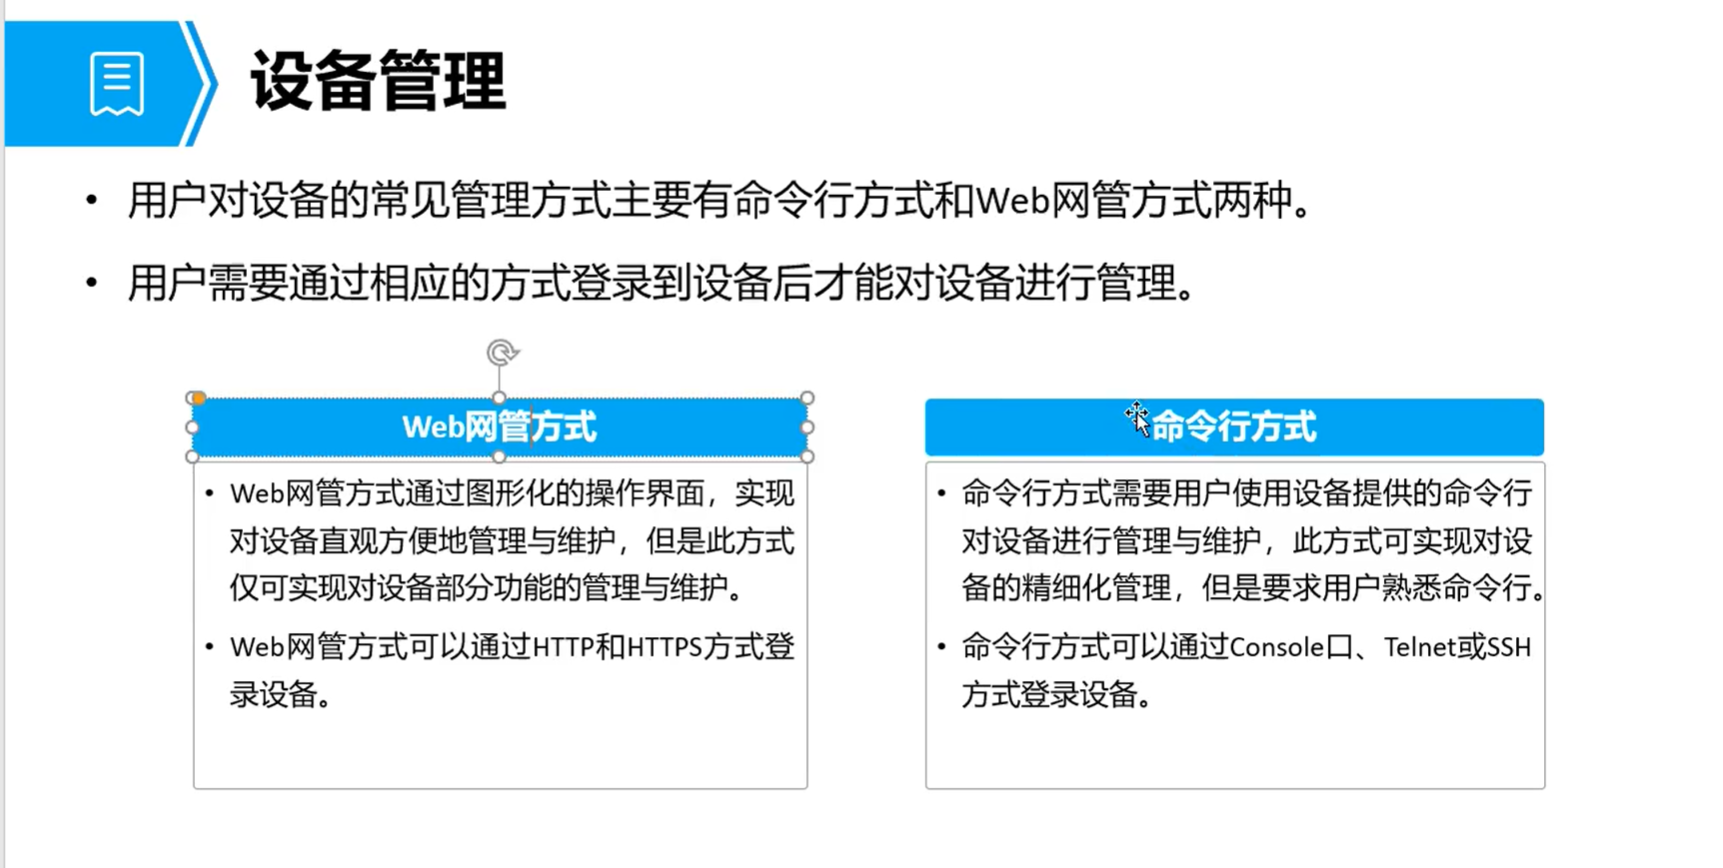 设备管理
• 用户对设备的常见管理方式主要有命令行方式和Web网管方式两种。
• 用户需要通过相应的方式登录到设备后才能对设备进行管理。
Web网管方式
• Web网管方式通过图形化的操作界面，实现
对设备直观方便地管理与维护，但是此方式
仅可实现对设备部分功能的管理与维护。
• Web网管方式可以通过HTTP和HTTPS方式登
录设备。
命令行方式
• 命令行方式需要用户使用设备提供的命令行
对设备进行管理与维护，此方式可实现对设
备的精细化管理，但是要求用户熟悉命令行。
• 命令行方式可以通过Console口、Telnet或SSH
方式登录设备。